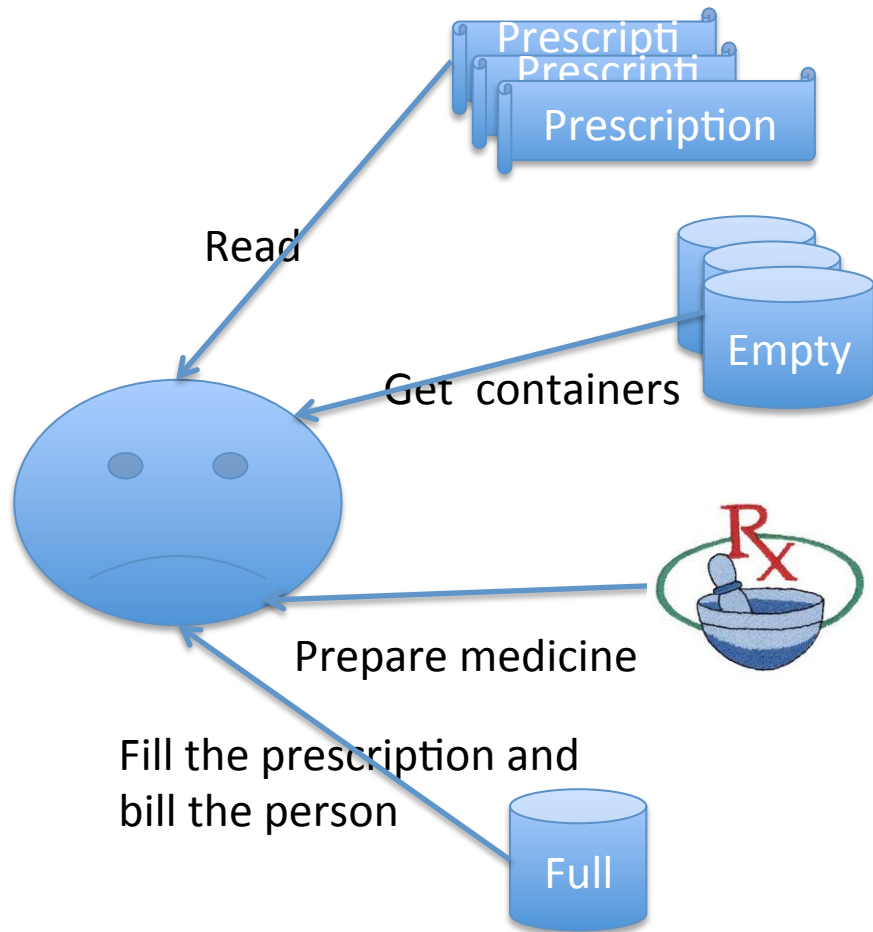 Prescripti
Prescripti
Prescription
Read
Empty
Get containers
Rx
Prepare medicine
Fill the prescription and
bill the person
Full